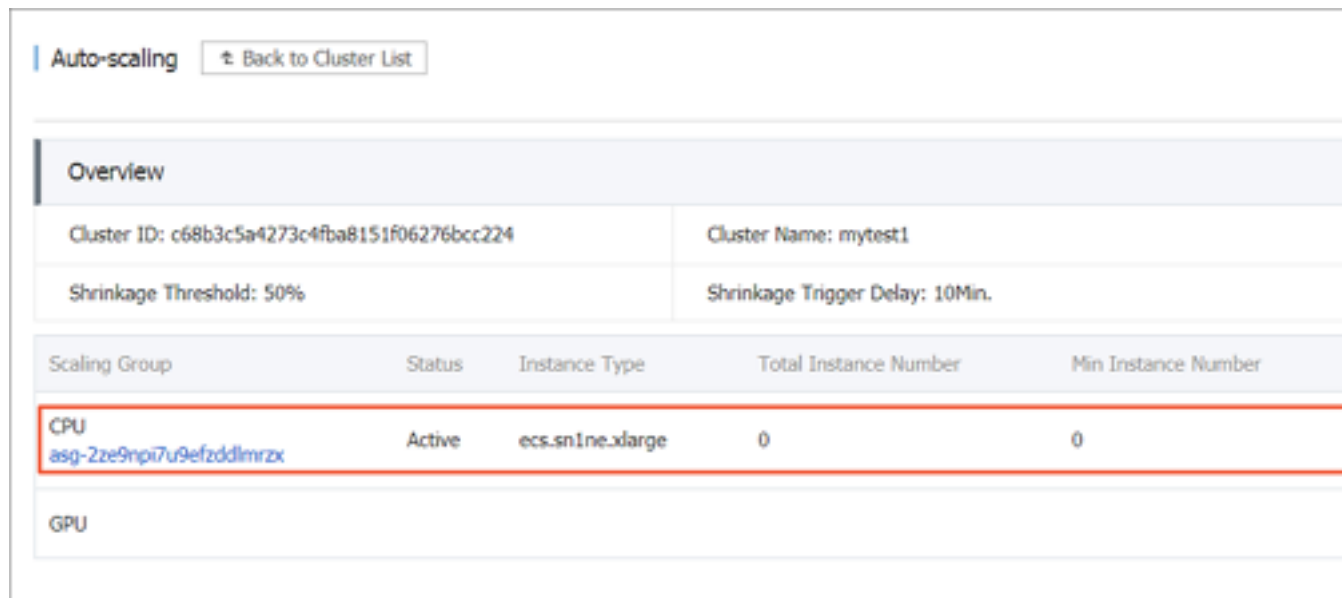 Auto-scaling Back to Cluster List
Overview
Cluster ID: c68b3c5a4273c4fba8151f06276bcc224 Cluster Name: mytest1
Shrinkage Threshold: 50% Shrinkage Trigger Delay: 10Min.
Scaling Group Status Instance Type Total Instance Number Min Instance Number
CPU
asg-2ze9npi7u9efzddlmrzx Active ecs.sn1ne.xlarge 0 0
GPU